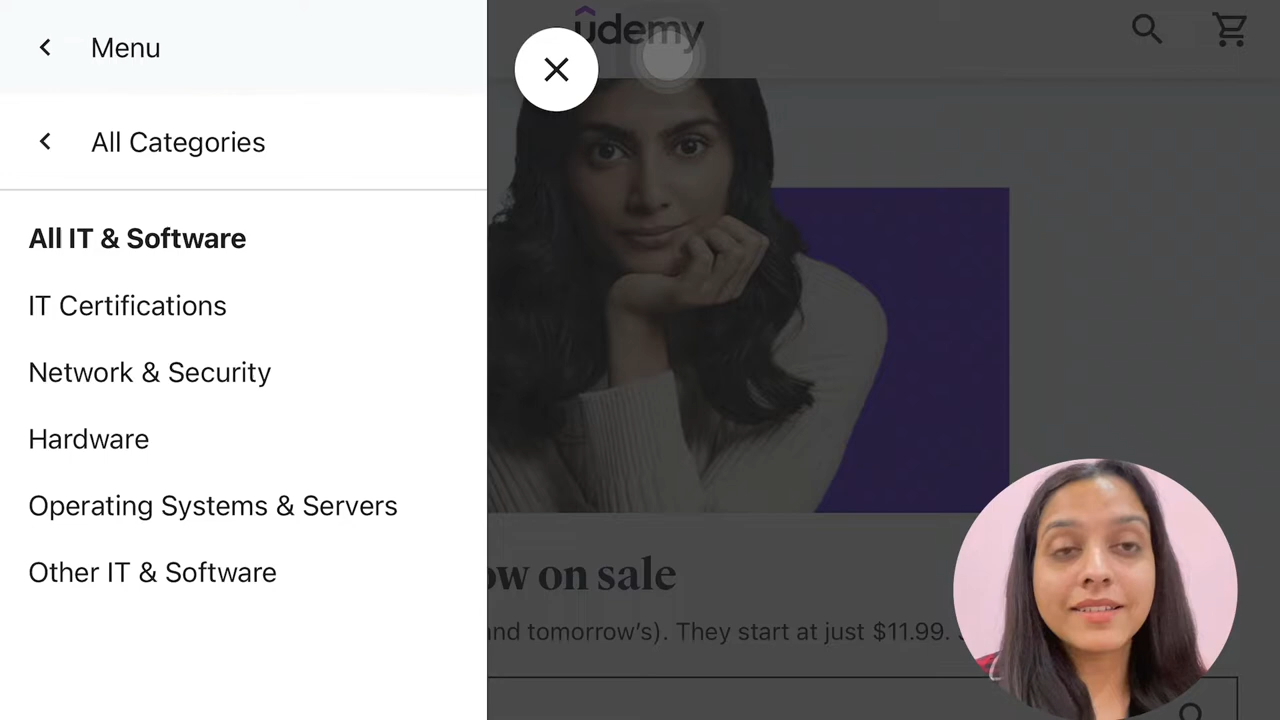 Menu
All Categories
All IT & Software
IT Certifications
Network & Security
Hardware
Operating Systems & Servers
Other IT & Software
udemy
ow on sale
and tomorrow's). They start at just $11.99.